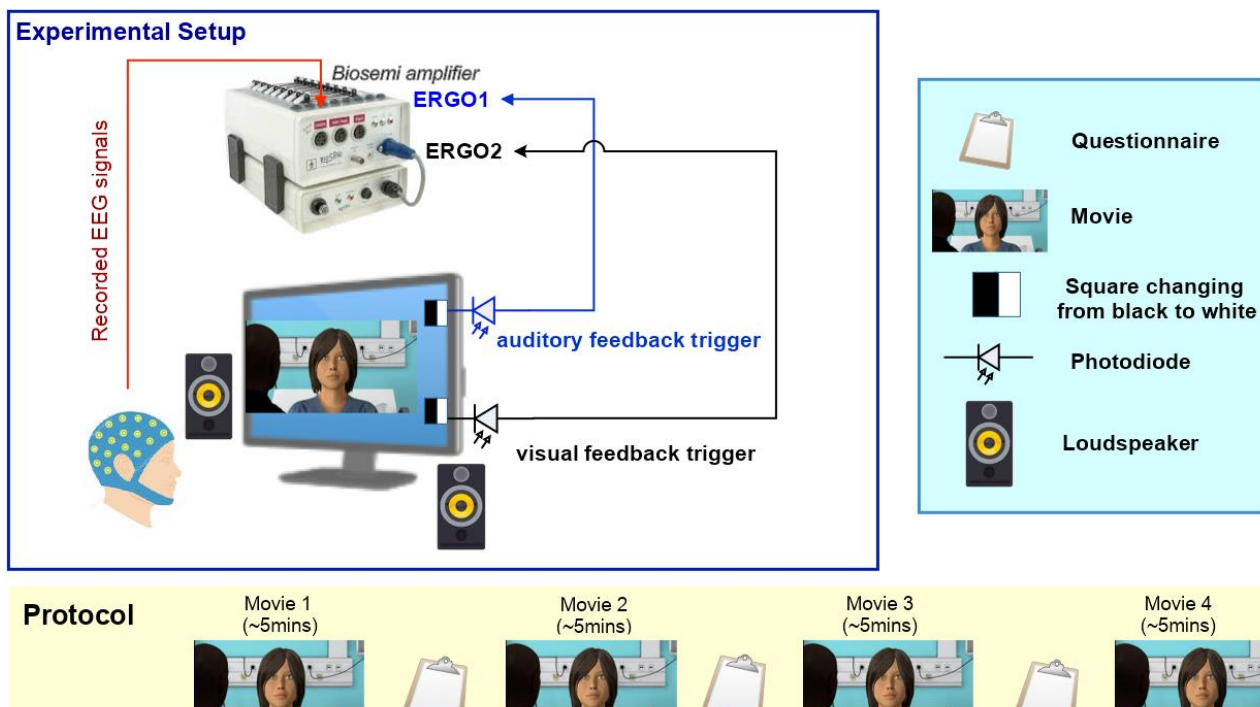 Experimental Setup
Biosemi amplifier
ERGO1
ERGO2
Recorded EEG signals
auditory feedback trigger
visual feedback trigger
Questionnaire
Movie
Square changing
from black to white
Photodiode
Loudspeaker
Protocol
Movie 1
(~5mins)
Movie 2
(~5mins)
Movie 3
(~5mins)
Movie 4
(~5mins)